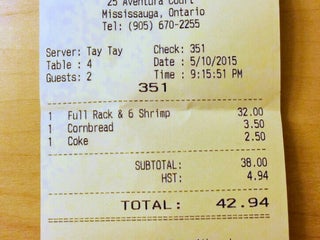 25 Aventura Court
Mississauga, Ontario
Tel: (905) 670-2255
Server: Tay Tay Check: 351
Table : 4 Date : 5/10/2015
Guests: 2 Time : 9:15:51 PM
351
1 Full Rack & 6 Shrimp 32.00
1 Cornbread 3.50
1 Coke 2.50
SUBTOTAL: 38.00
HST: 4.94
TOTAL: 42.94